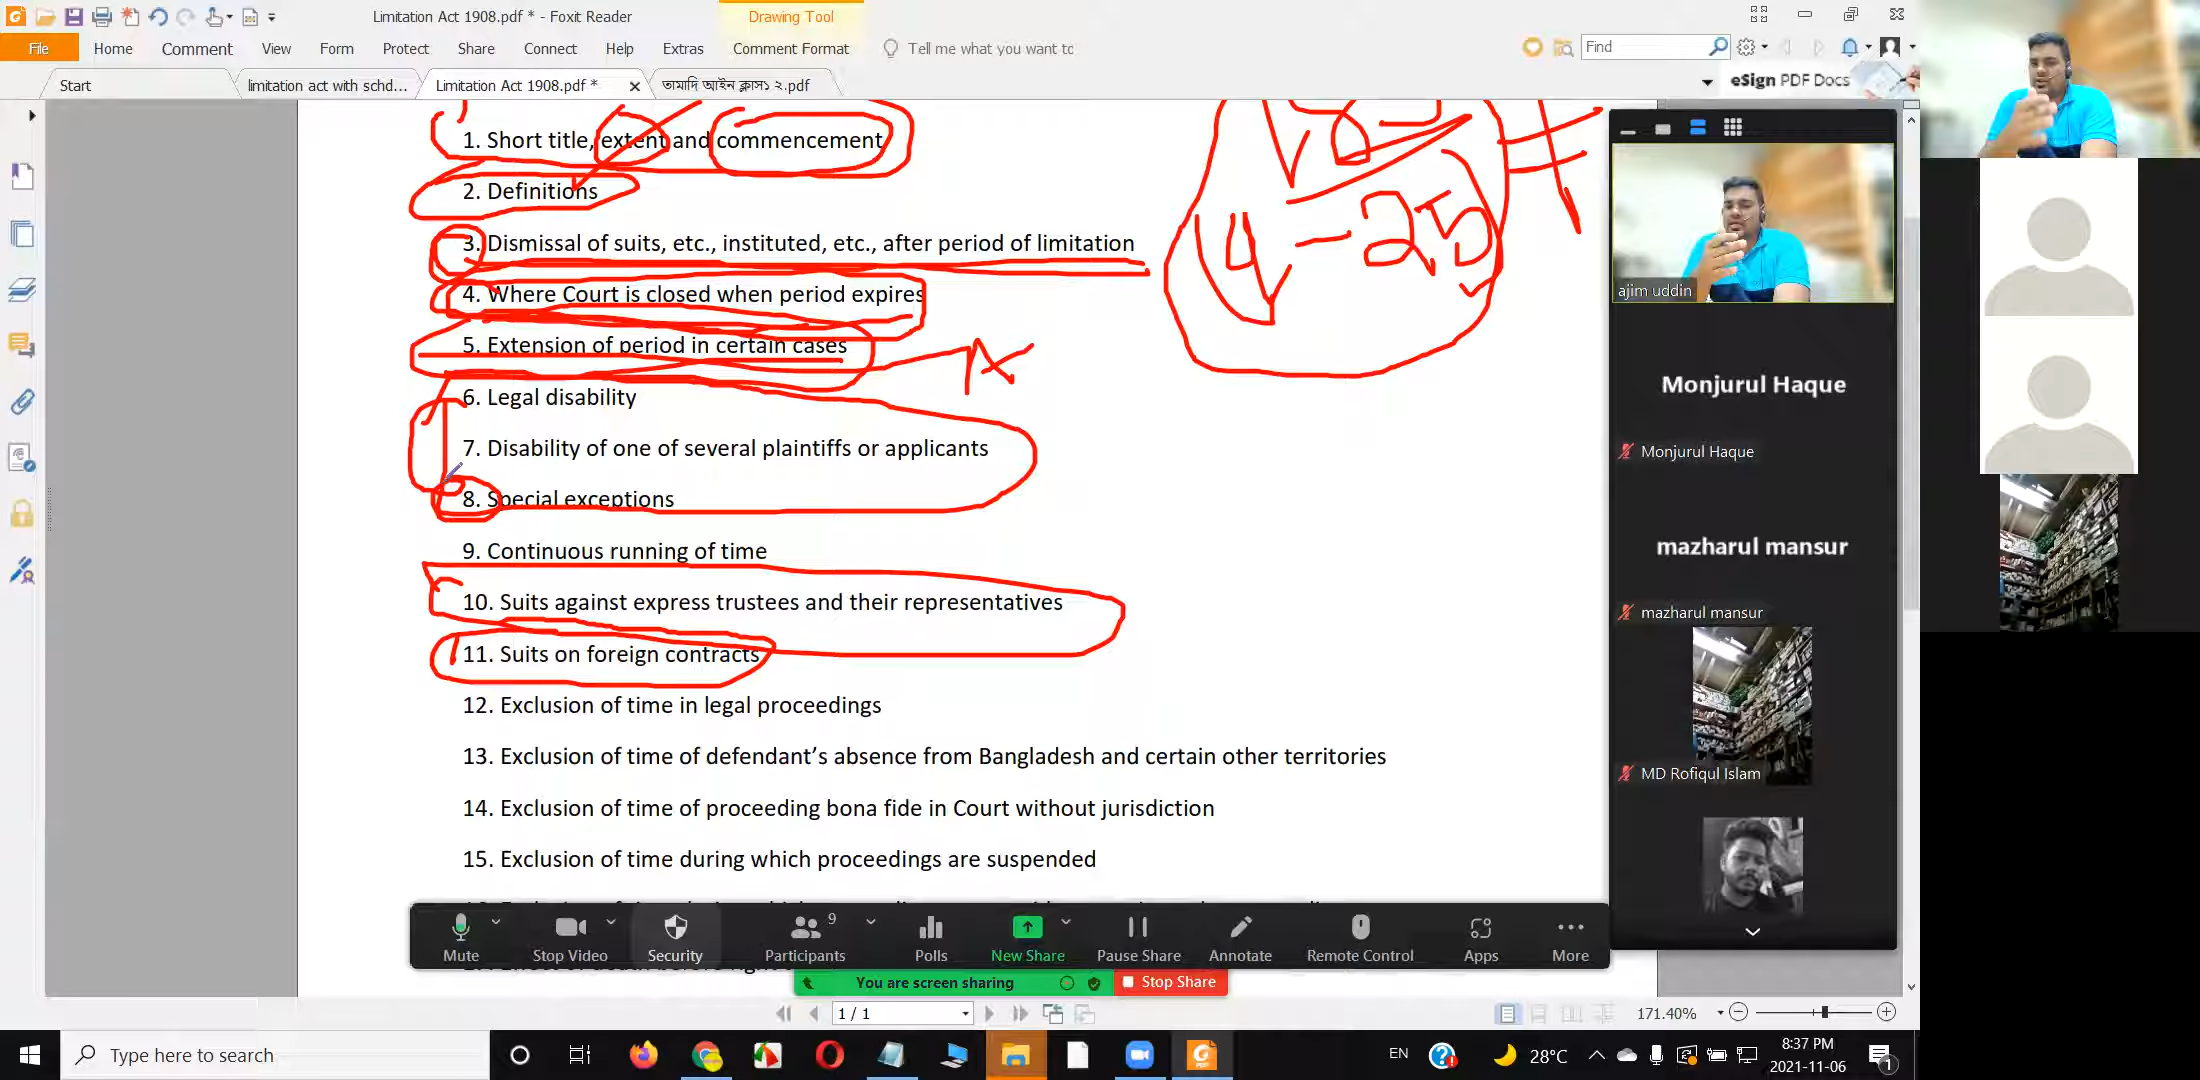 Limitation Act 1908.pdf * - Foxit Reader
Drawing Tool
File Home Comment View Form Protect Share Connect Help Extras Comment Format Tell me what you want to
Find
Start
limitation act with schd...
Limitation Act 1908.pdf *
তামাদি আইন ক্লাস১ ২.pdf
eSign PDF Docs
1. Short title, extent and commencement
2. Definitions
3. Dismissal of suits, etc., instituted, etc., after period of limitation
4. Where Court is closed when period expires
5. Extension of period in certain cases
6. Legal disability
7. Disability of one of several plaintiffs or applicants
8. Special exceptions
9. Continuous running of time
10. Suits against express trustees and their representatives
11. Suits on foreign contracts
12. Exclusion of time in legal proceedings
13. Exclusion of time of defendant's absence from Bangladesh and certain other territories
14. Exclusion of time of proceeding bona fide in Court without jurisdiction
15. Exclusion of time during which proceedings are suspended
- 25
ajim uddin
Monjurul Haque
Monjurul Haque
mazharul mansur
mazharul mansur
MD Rofiqul Islam
Mute
Stop Video
Security
Participants
9
Polls
New Share
Pause Share
Annotate
Remote Control
Apps
More
You are screen sharing
Stop Share
1 / 1
171.40%
Type here to search
EN
28°C
8:37 PM
2021-11-06
1